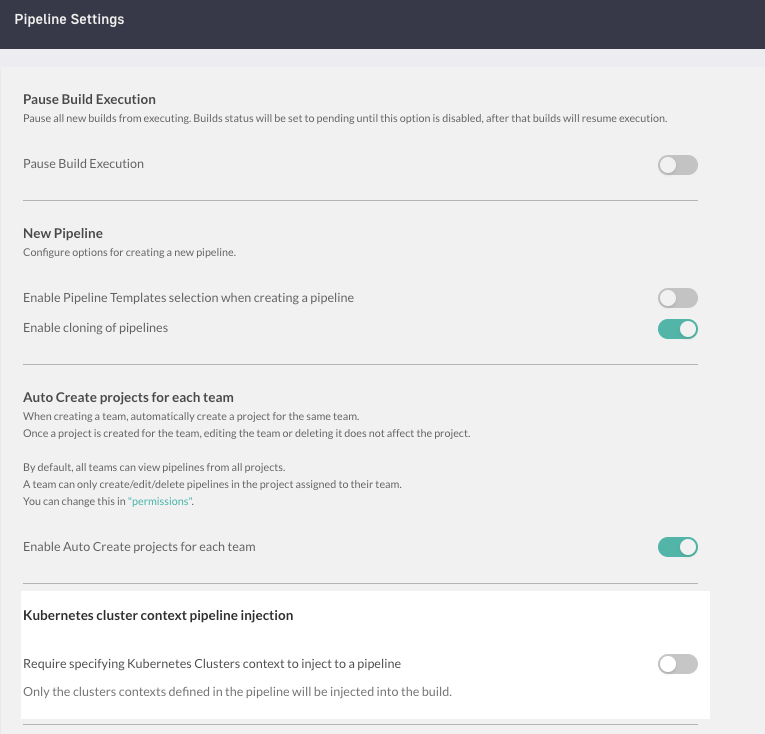 Pipeline Settings
Pause Build Execution
Pause all new builds from executing. Builds status will be set to pending until this option is disabled, after that builds will resume execution.
Pause Build Execution
New Pipeline
Configure options for creating a new pipeline.
Enable Pipeline Templates selection when creating a pipeline
Enable cloning of pipelines
Auto Create projects for each team
When creating a team, automatically create a project for the same team.
Once a project is created for the team, editing the team or deleting it does not affect the project.
By default, all teams can view pipelines from all projects.
A team can only create/edit/delete pipelines in the project assigned to their team.
You can change this in "permissions".
Enable Auto Create projects for each team
Kubernetes cluster context pipeline injection
Require specifying Kubernetes Clusters context to inject to a pipeline
Only the clusters contexts defined in the pipeline will be injected into the build.